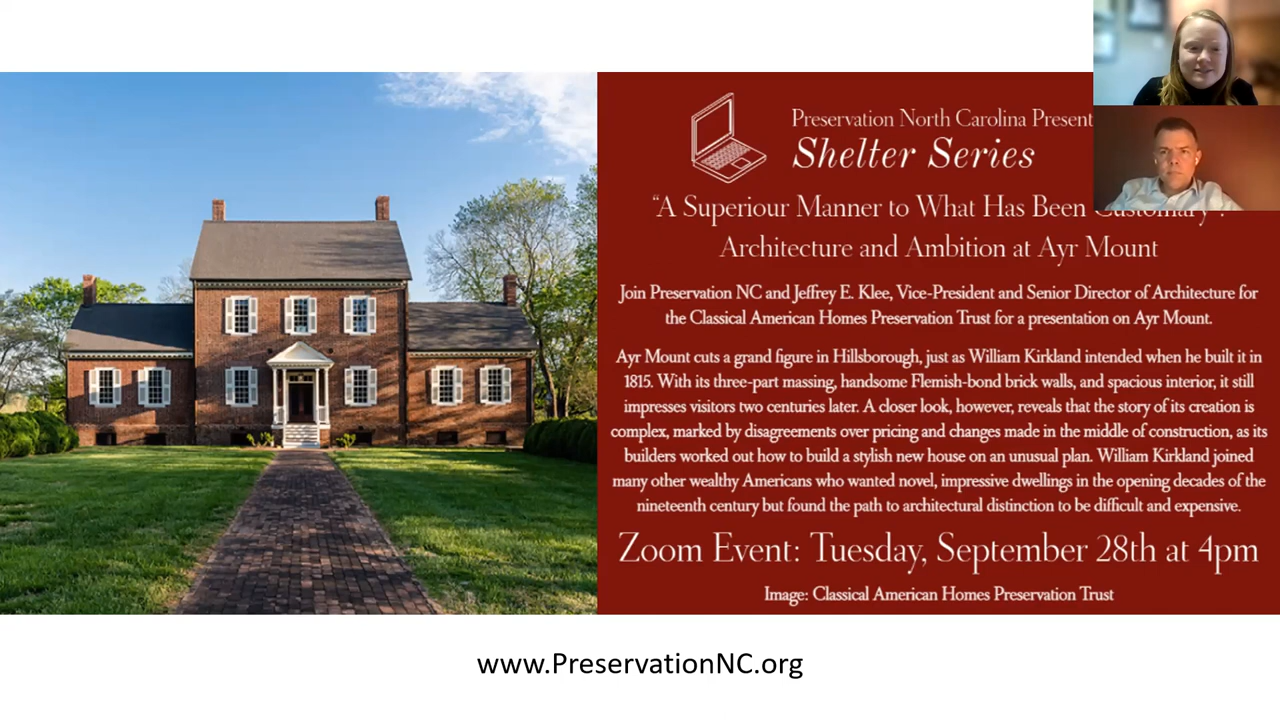 Preservation North Carolina Present
Shelter Series
“A Superiour Manner to What Has Been Customary”:
Architecture and Ambition at Ayr Mount
Join Preservation NC and Jeffrey E. Klee, Vice-President and Senior Director of Architecture for
the Classical American Homes Preservation Trust for a presentation on Ayr Mount.
Ayr Mount cuts a grand figure in Hillsborough, just as William Kirkland intended when he built it in
1815. With its three-part massing, handsome Flemish-bond brick walls, and spacious interior, it still
impresses visitors two centuries later. A closer look, however, reveals that the story of its creation is
complex, marked by disagreements over pricing and changes made in the middle of construction, as its
builders worked out how to build a stylish new house on an unusual plan. William Kirkland joined
many other wealthy Americans who wanted novel, impressive dwellings in the opening decades of the
nineteenth century but found the path to architectural distinction to be difficult and expensive.
Zoom Event: Tuesday, September 28th at 4pm
Image: Classical American Homes Preservation Trust
www.PreservationNC.org